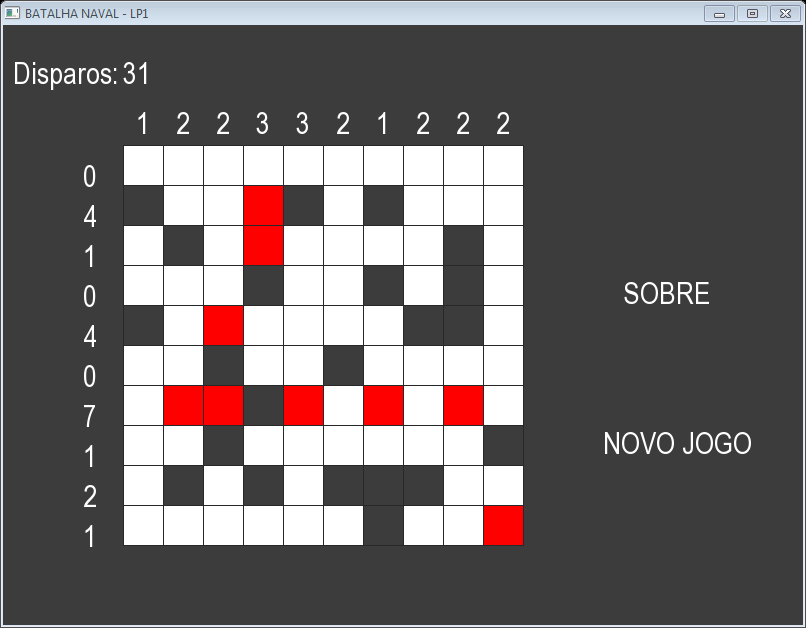 BATALHA NAVAL - LP1
Disparos: 31
1 2 2 3 3 2 1 2 2 2
0
4
1
0
SOBRE
4
0
7
NOVO JOGO
1
2
1